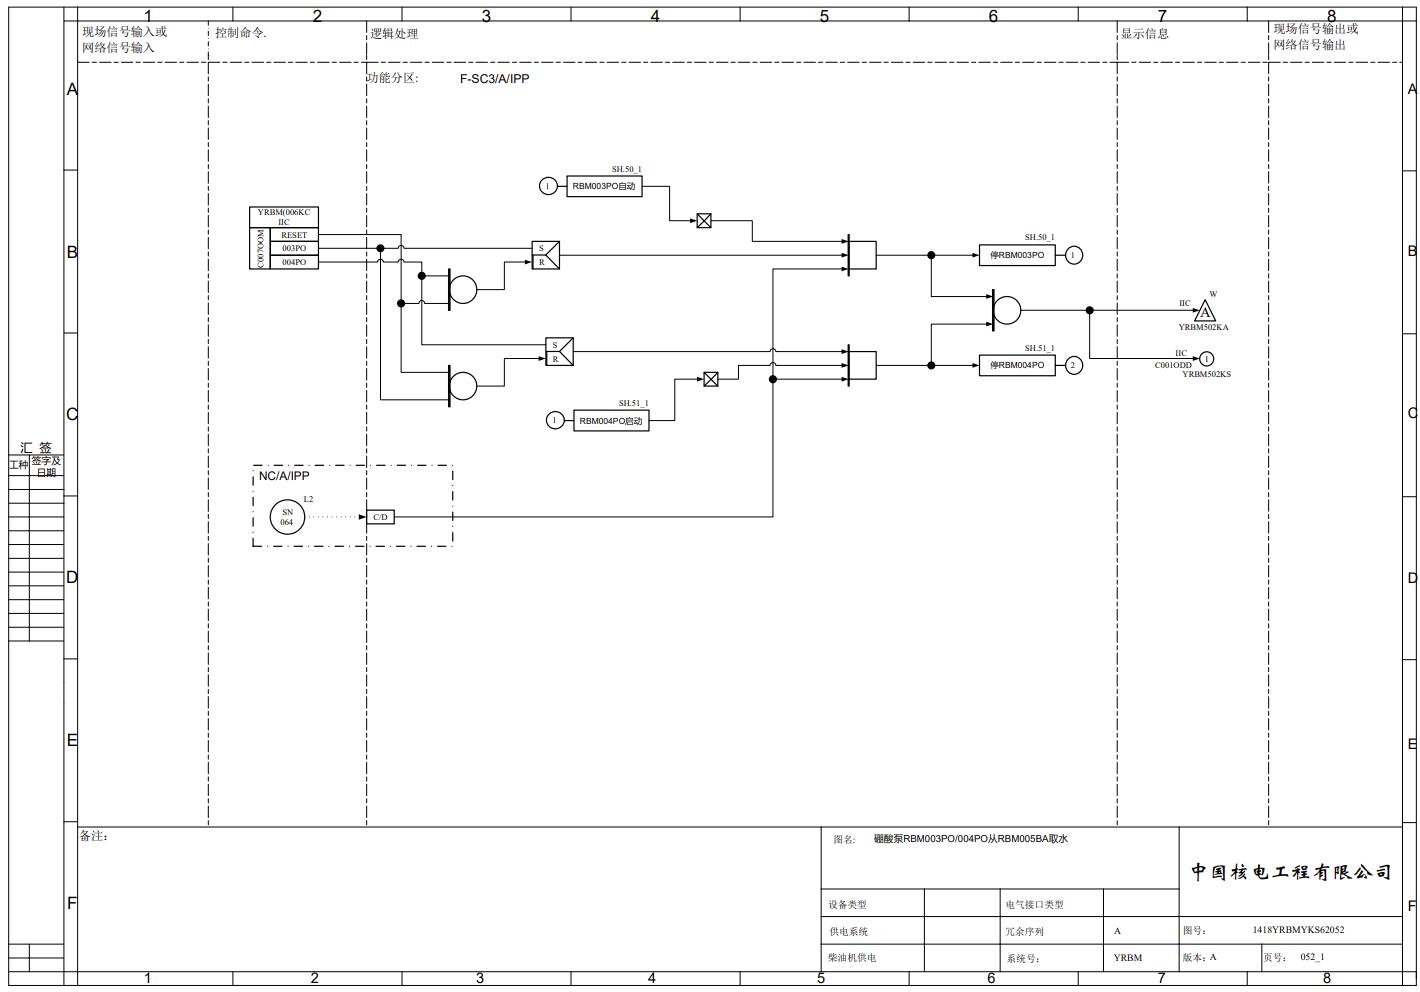 1 2 3 4 5 6 7 8
现场信号输入或
网络信号输入
控制命令.
逻辑处理
显示信息
现场信号输出或
网络信号输出
功能分区: F-SC3/A/IPP
A A
SH.50_1
1 RBM003PO启动
YRBM(006KC
IIC
C007OOM
RESET
003PO
004PO
B B
S
R
SH.50_1
停RBM003PO 1
W
IIC A
YRBM502KA
S
R
SH.51_1
停RBM004PO 2
IIC
C001ODD
1
YRBM502KS
SH.51_1
1 RBM004PO启动
C C
汇 签
工种 签字及
日期
NC/A/IPP
SN
064
L2
C/D
D D
E E
备注:
图名: 硼酸泵RBM003PO/004PO从RBM005BA取水
中国核电工程有限公司
F F
设备类型 电气接口类型
供电系统 冗余序列 A 图号: 1418YRBMYKS62052
柴油机供电 系统号: YRBM 版本: A 页号: 052_1
1 2 3 4 5 6 7 8